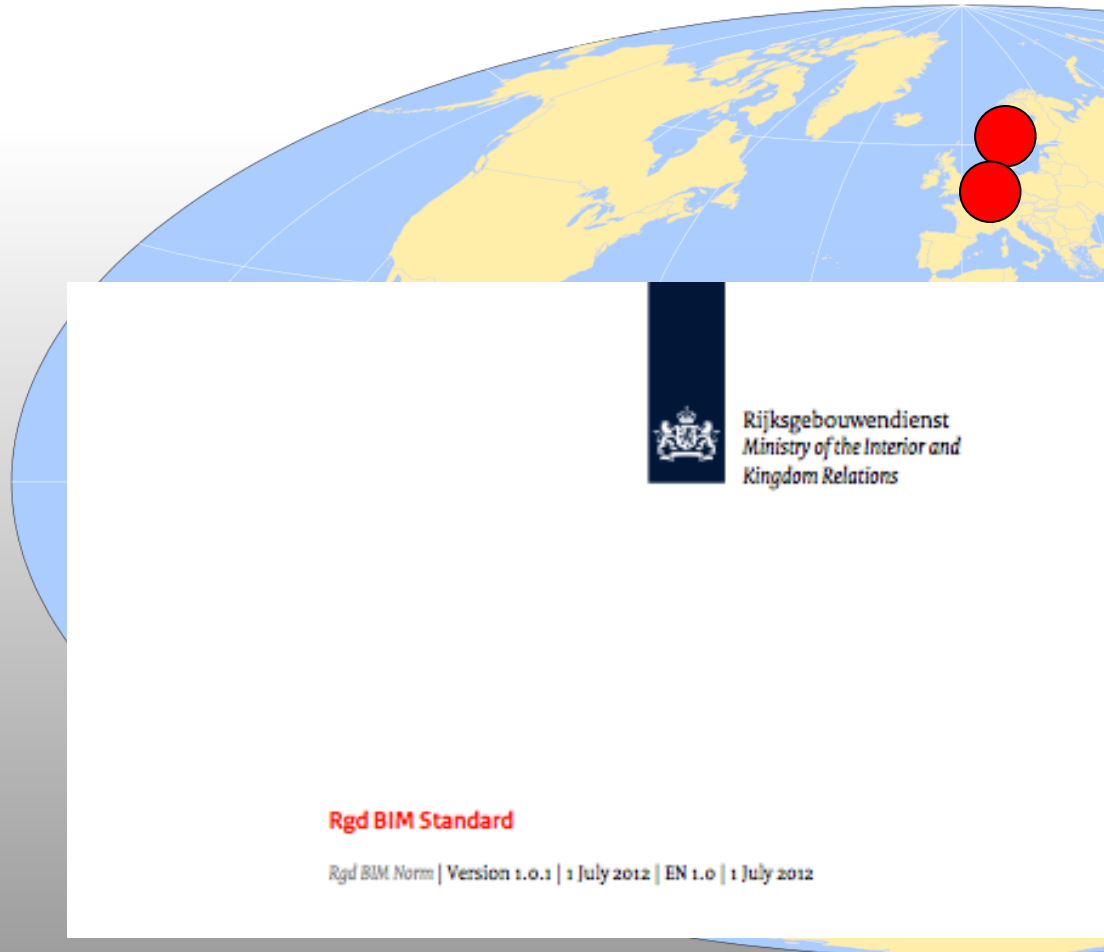 Rijksgebouwendienst
Ministry of the Interior and
Kingdom Relations
Rgd BIM Standard
Rgd BIM Norm | Version 1.0.1 | 1 July 2012 | EN 1.0 | 1 July 2012